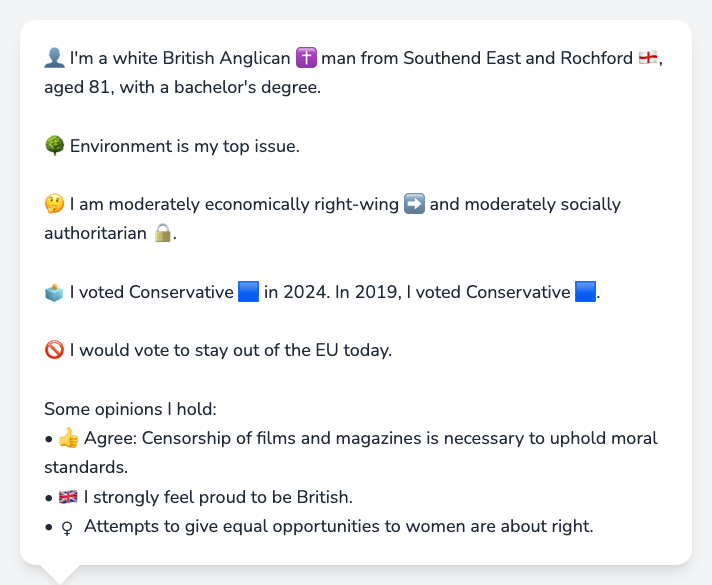 👤 I'm a white British Anglican ✝️ man from Southend East and Rochford 🏴󠁧󠁢󠁥󠁮󠁧󠁿,
aged 81, with a bachelor's degree.
🌳 Environment is my top issue.
🤔 I am moderately economically right-wing ➡️ and moderately socially
authoritarian 🔒.
🗳️ I voted Conservative 🟦 in 2024. In 2019, I voted Conservative 🟦.
🚫 I would vote to stay out of the EU today.
Some opinions I hold:
• 👍 Agree: Censorship of films and magazines is necessary to uphold moral
standards.
• 🇬🇧 I strongly feel proud to be British.
• ♀ Attempts to give equal opportunities to women are about right.